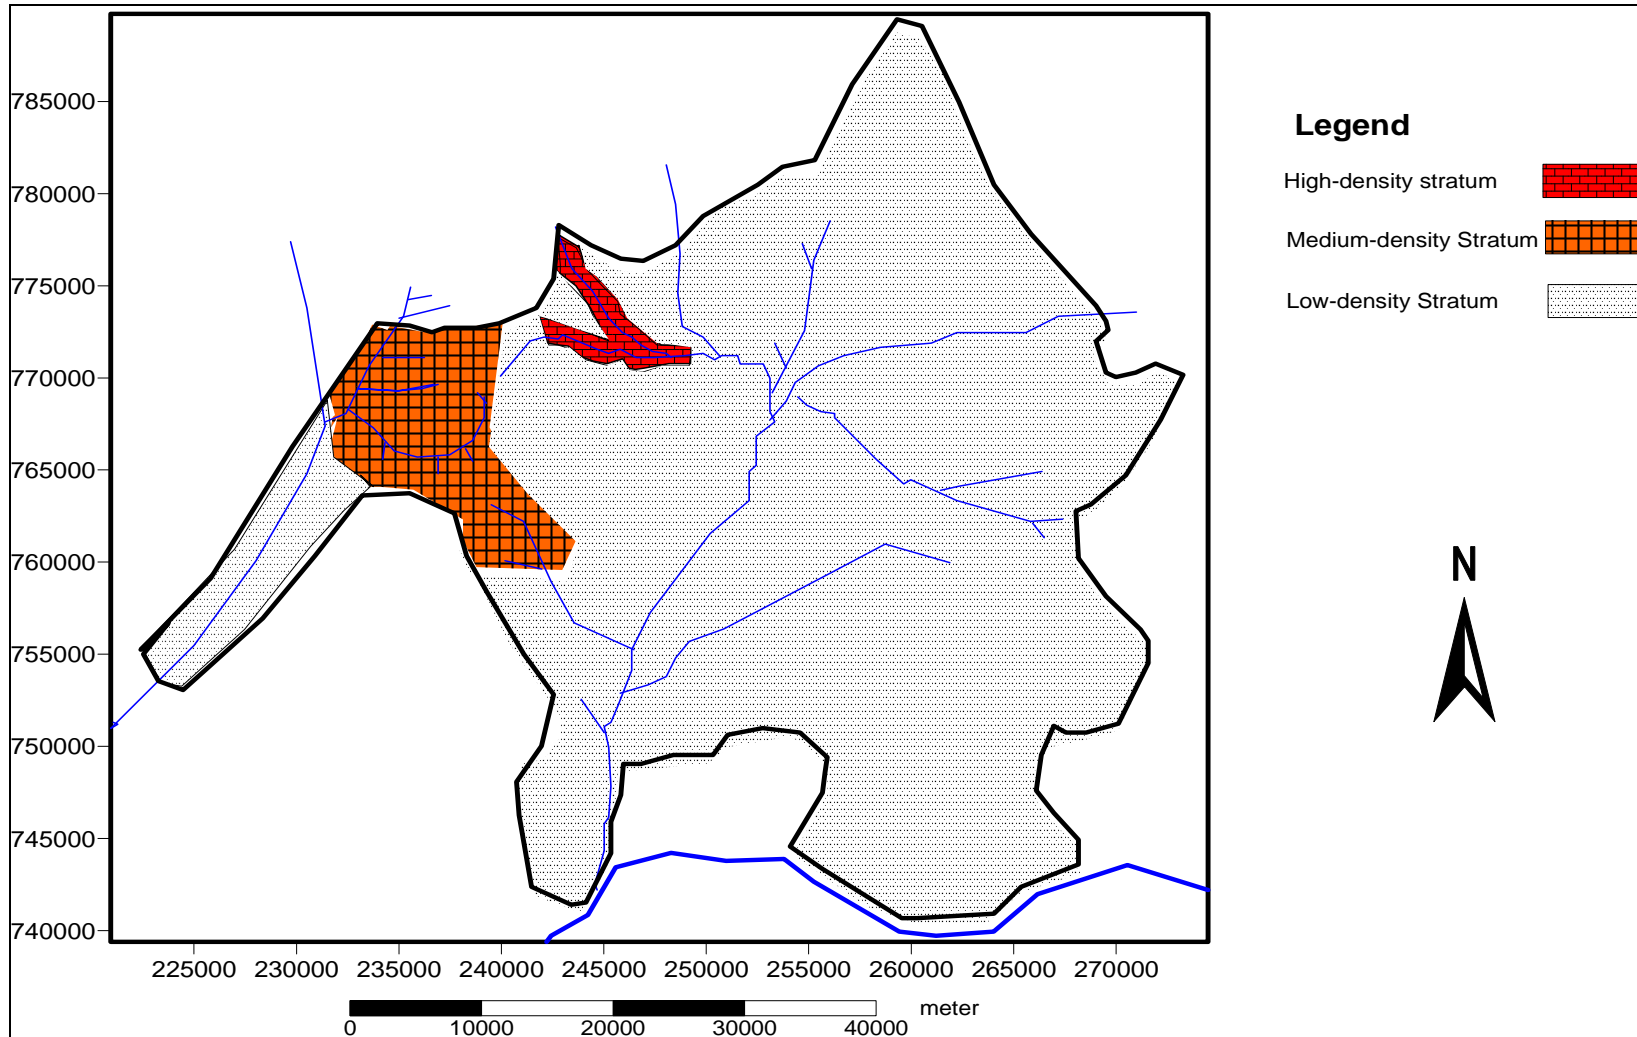 785000
780000
775000
770000
765000
760000
755000
750000
745000
740000
225000 230000 235000 240000 245000 250000 255000 260000 265000 270000
0 10000 20000 30000 40000
meter
Legend
High-density stratum
Medium-density Stratum
Low-density Stratum
N